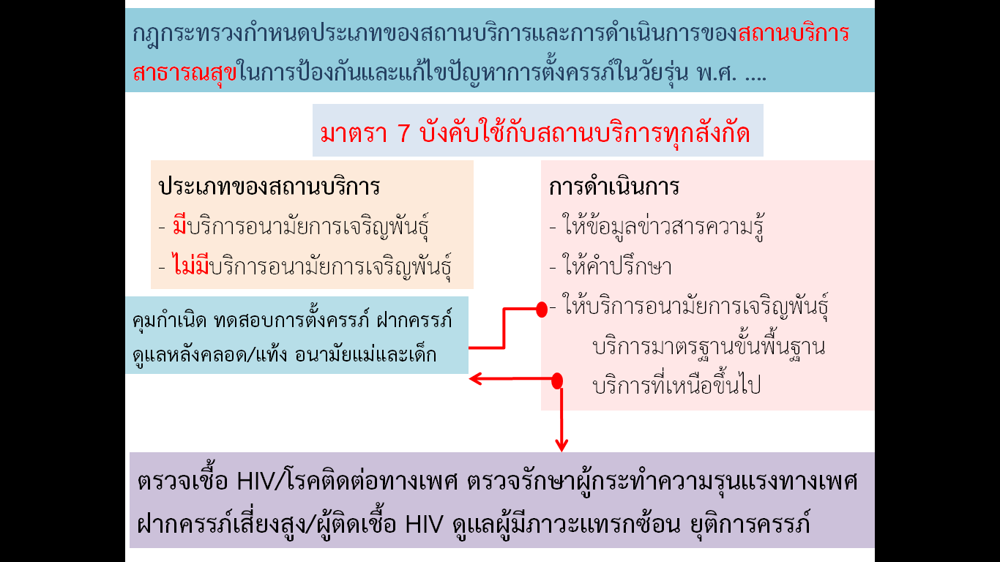 กฎกระทรวงกำหนดประเภทของสถานบริการและการดำเนินการของสถานบริการ
สาธารณสุขในการป้องกันและแก้ไขปัญหาการตั้งครรภ์ในวัยรุ่น พ.ศ. ....
มาตรา 7 บังคับใช้กับสถานบริการทุกสังกัด
ประเภทของสถานบริการ
- มีบริการอนามัยการเจริญพันธุ์
- ไม่มีบริการอนามัยการเจริญพันธุ์
คุมกำเนิด ทดสอบการตั้งครรภ์ ฝากครรภ์
ดูแลหลังคลอด/แท้ง อนามัยแม่และเด็ก
การดำเนินการ
- ให้ข้อมูลข่าวสารความรู้
- ให้คำปรึกษา
- ให้บริการอนามัยการเจริญพันธุ์
บริการมาตรฐานขั้นพื้นฐาน
บริการที่เหนือขึ้นไป
ตรวจเชื้อ HIV/โรคติดต่อทางเพศ ตรวจรักษาผู้กระทำความรุนแรงทางเพศ
ฝากครรภ์เสี่ยงสูง/ผู้ติดเชื้อ HIV ดูแลผู้มีภาวะแทรกซ้อน ยุติการครรภ์